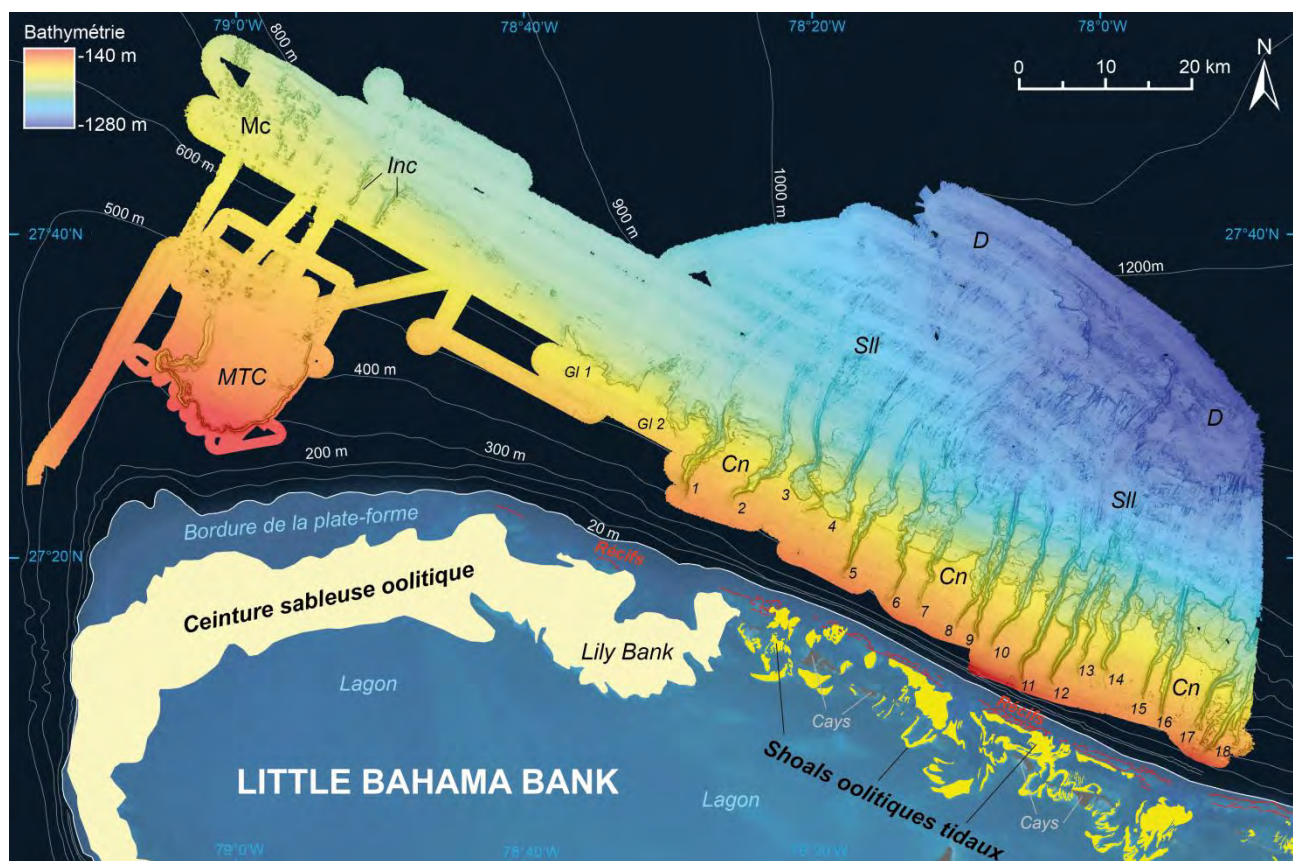 79°0'W
78°40'W
78°20'W
78°0'W
Bathymétrie
-140 m
-1280 m
800 m
N
0
10
20 km
Mc
Inc
600 m
500 m
900 m
1000 m
27°40'N
27°40'N
D
1200m
Sll
MTC
400 m
Gl 1
Gl 2
D
300 m
200 m
Cn
1
2
3
4
Sll
Bordure de la plate-forme
20 m
27°20'N
27°20'N
Récifs
5
Cn
6
7
8
9
10
11
12
13
14
15
16
17
18
Cn
Ceinture sableuse oolitique
Lily Bank
Lagon
Cays
Récifs
Shoals oolitiques tidaux
LITTLE BAHAMA BANK
Lagon
Cays
79°0'W
78°40'W